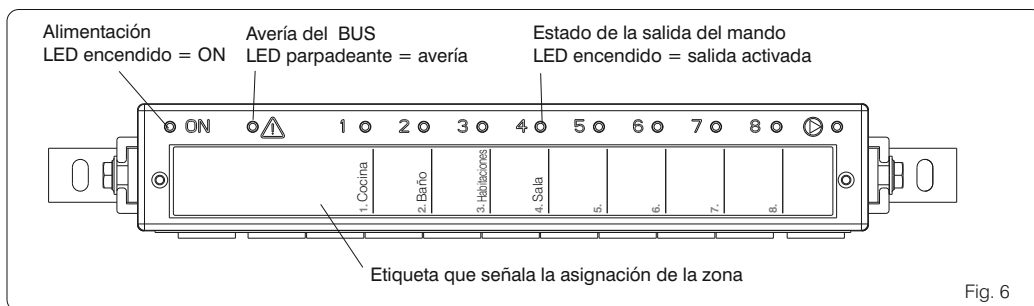 Alimentación
LED encendido = ON
Avería del BUS
LED parpadeante = avería
Estado de la salida del mando
LED encendido = salida activada
ON 1 2 3 4 5 6 7 8
1. Cocina
2. Baño
3. Habitaciones
4. Sala
5.
6.
7.
8.
Etiqueta que señala la asignación de la zona
Fig. 6